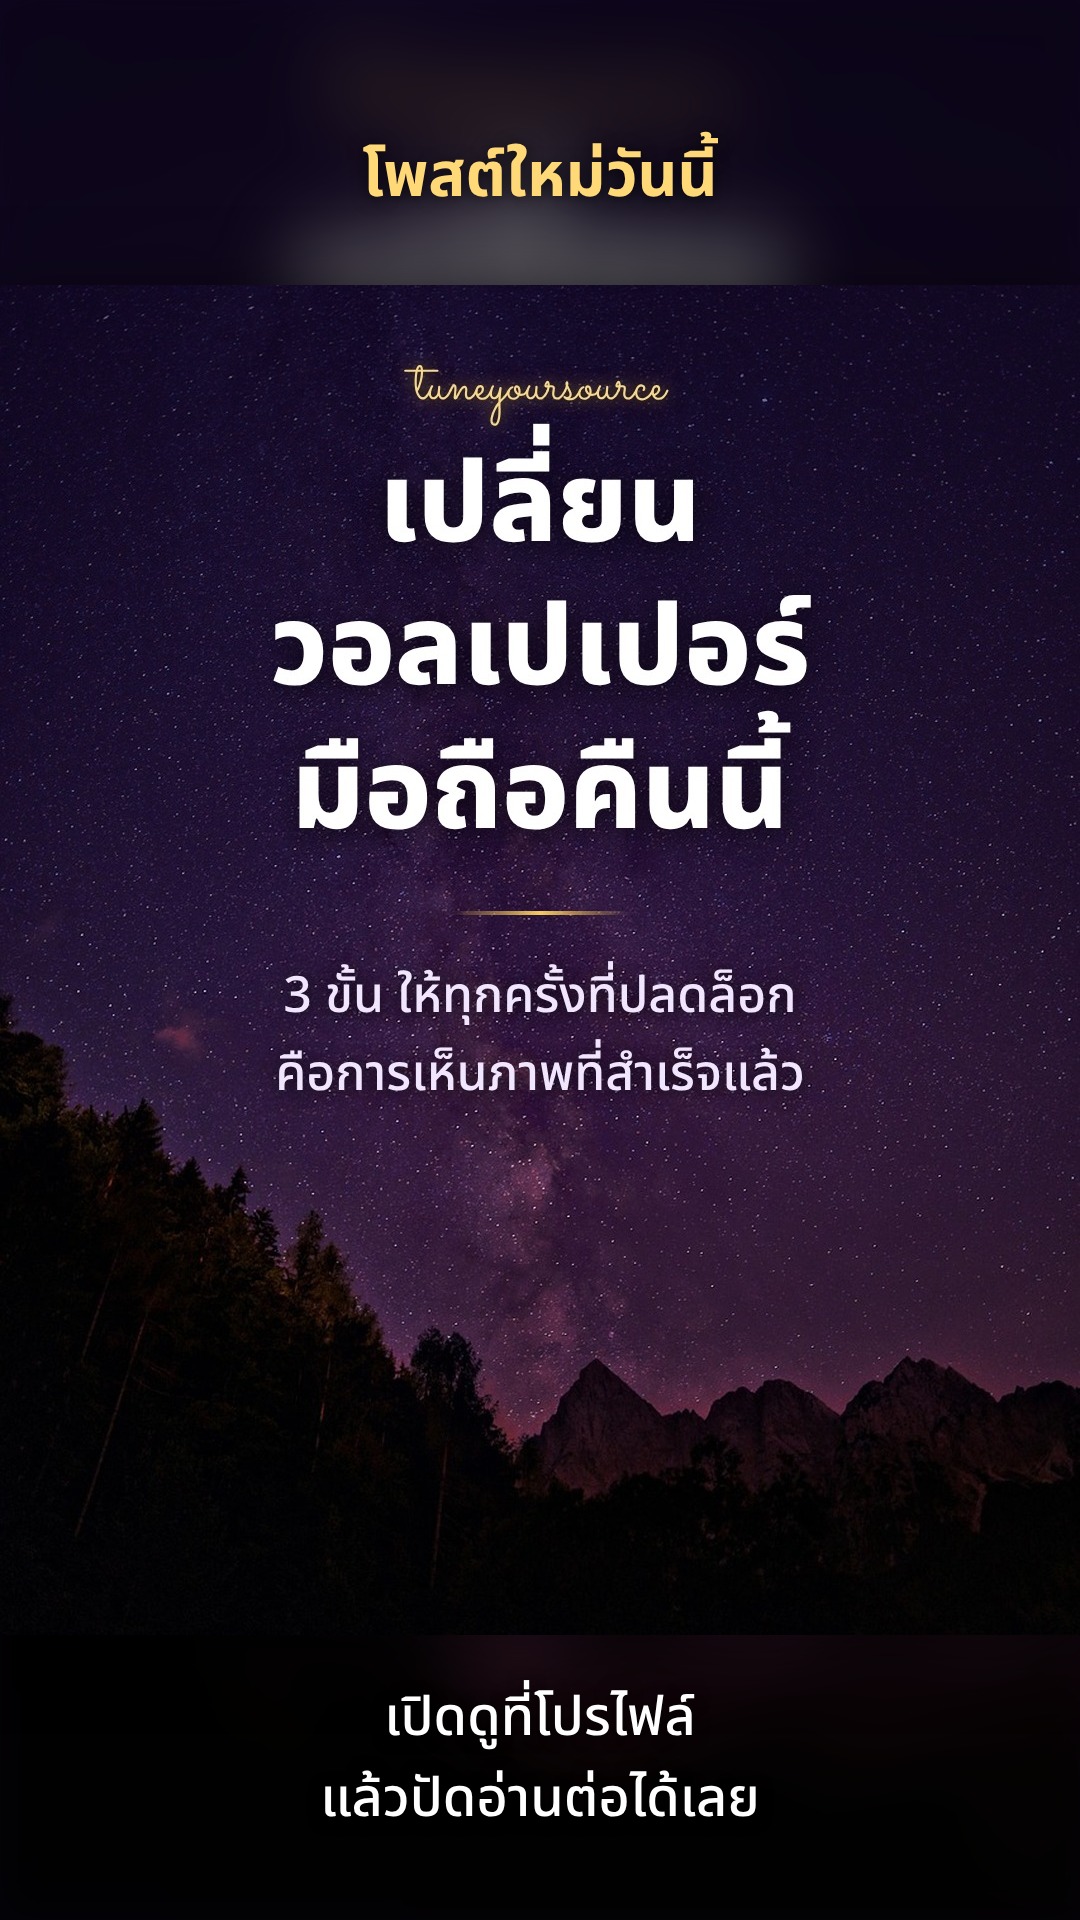 โพสต์ใหม่วันนี้
tuneyoursource
เปลี่ยน
วอลเปเปอร์
มือถือคืนนี้
3 ขั้น ให้ทุกครั้งที่ปลดล็อก
คือการเห็นภาพที่สำเร็จแล้ว
เปิดดูที่โปรไฟล์
แล้วปัดอ่านต่อได้เลย